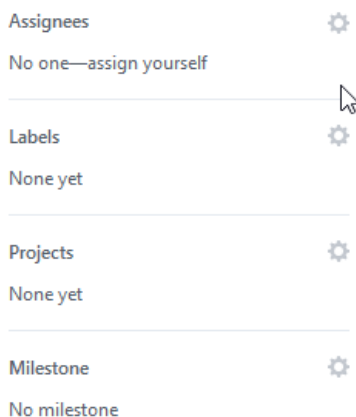 Assignees
No one—assign yourself
Labels
None yet
Projects
None yet
Milestone
No milestone